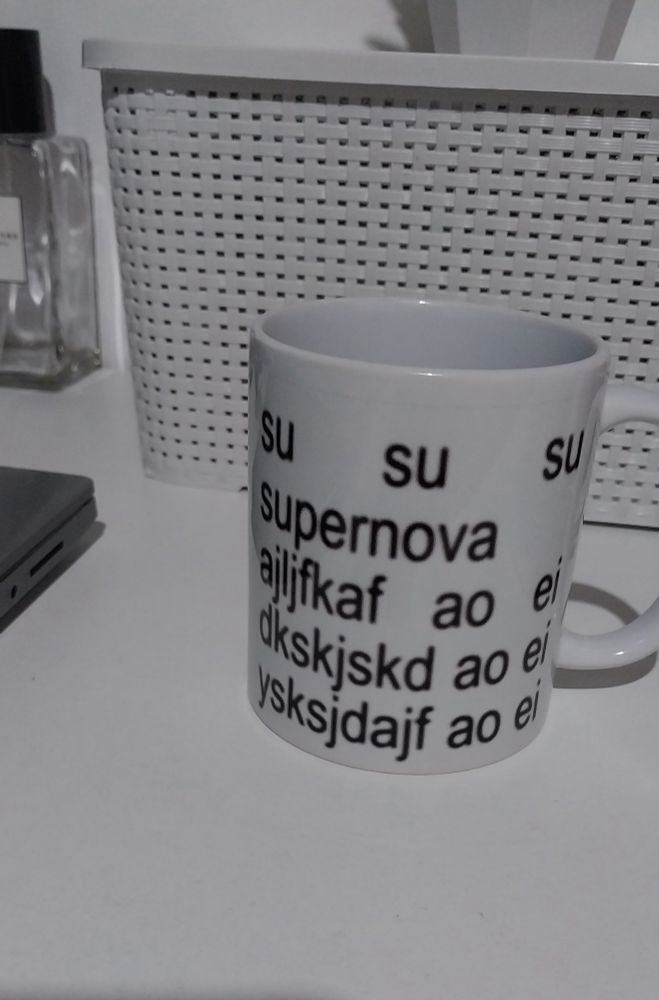 su su su
supernova
ajljfkaf ao ei
dkskjskd ao ei
ysksjdajf ao ei